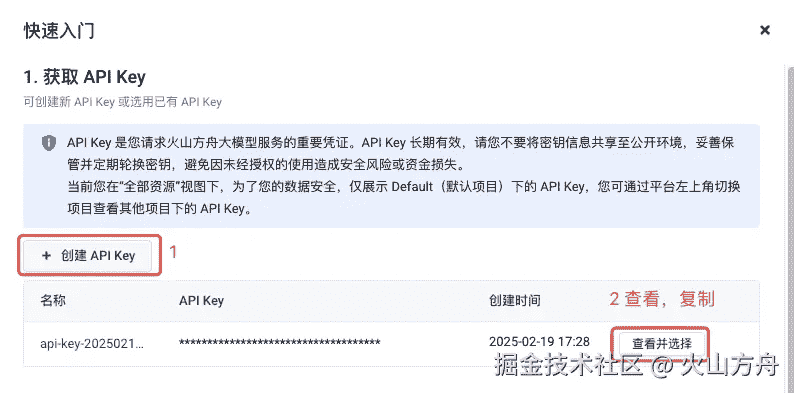 快速入门
1. 获取 API Key
可创建新 API Key 或选用已有 API Key
API Key 是您请求火山方舟大模型服务的重要凭证。API Key 长期有效，请您不要将密钥信息共享至公开环境，妥善保
管并定期轮换密钥，避免因未经授权的使用造成安全风险或资金损失。
当前您在“全部资源”视图下，为了您的数据安全，仅展示 Default（默认项目）下的 API Key，您可通过平台左上角切换
项目查看其他项目下的 API Key。
+ 创建 API Key 1
名称 API Key 创建时间 2 查看，复制
api-key-2025021... ************************************ 2025-02-19 17:28 查看并选择
掘金技术社区 @ 火山方舟